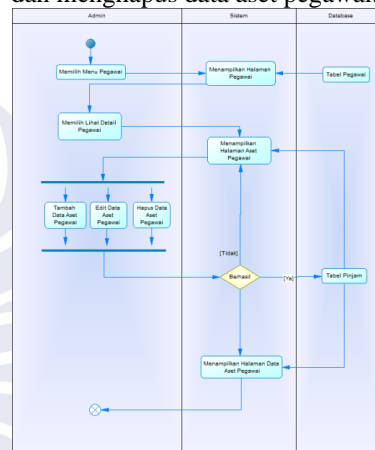 dan menghapus data aset pegawai.
Admin
Sistem
Database
Memilih Menu Pegawai
Menampilkan Halaman
Pegawai
Tabel Pegawai
Memilih Lihat Detail
Pegawai
Menampilkan
Halaman Aset
Pegawai
Tambah
Data Aset
Pegawai
Edit Data
Aset
Pegawai
Hapus Data
Aset
Pegawai
[Tidak]
Berhasil
[Ya]
Tabel Pinjam
Menampilkan Halaman Data
Aset Pegawai